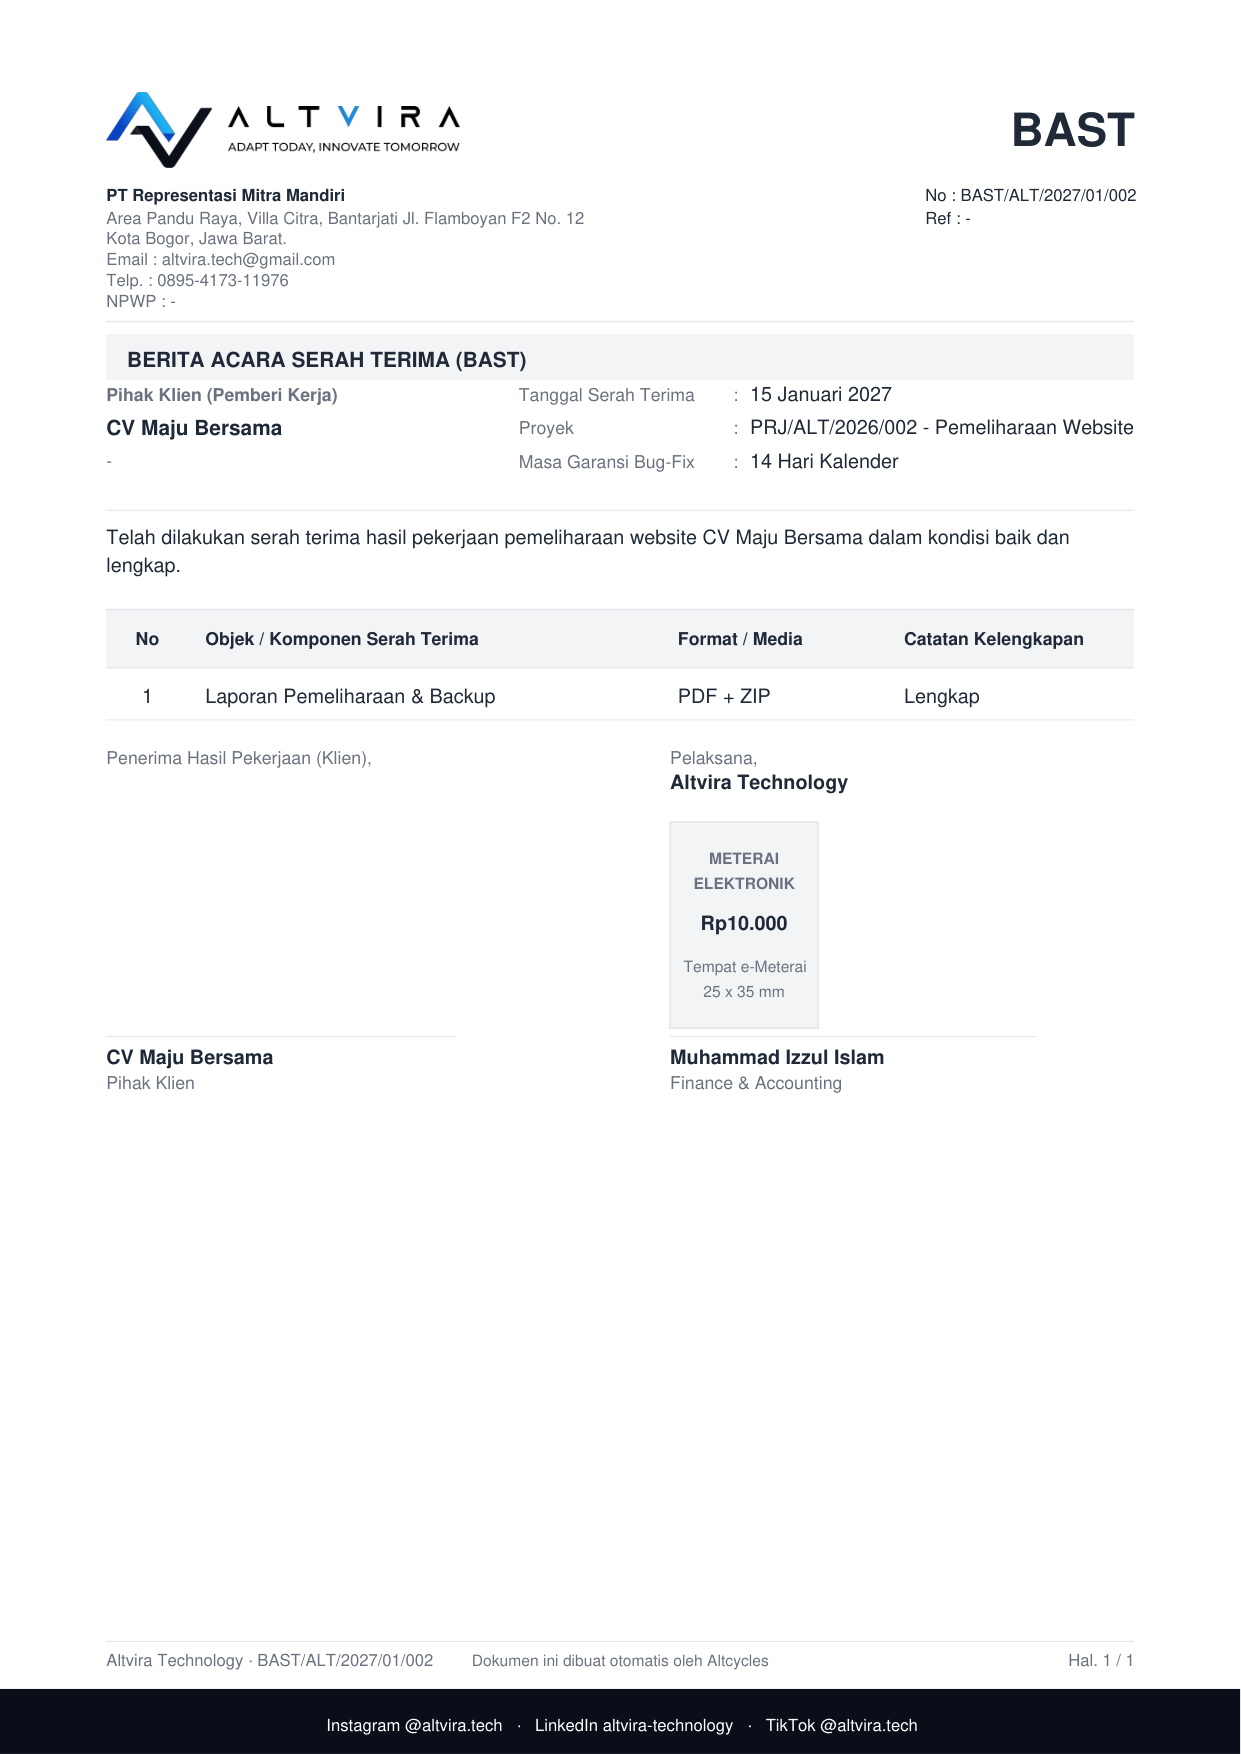 ALTVIRA
ADAPT TODAY, INNOVATE TOMORROW
BAST
PT Representasi Mitra Mandiri
Area Pandu Raya, Villa Citra, Bantarjati Jl. Flamboyan F2 No. 12
Kota Bogor, Jawa Barat.
Email : altvira.tech@gmail.com
Telp. : 0895-4173-11976
NPWP : -
No : BAST/ALT/2027/01/002
Ref : -
BERITA ACARA SERAH TERIMA (BAST)
Pihak Klien (Pemberi Kerja)
CV Maju Bersama
-
Tanggal Serah Terima : 15 Januari 2027
Proyek : PRJ/ALT/2026/002 - Pemeliharaan Website
Masa Garansi Bug-Fix : 14 Hari Kalender
Telah dilakukan serah terima hasil pekerjaan pemeliharaan website CV Maju Bersama dalam kondisi baik dan
lengkap.
No Objek / Komponen Serah Terima Format / Media Catatan Kelengkapan
1 Laporan Pemeliharaan & Backup PDF + ZIP Lengkap
Penerima Hasil Pekerjaan (Klien),
CV Maju Bersama
Pihak Klien
Pelaksana,
Altvira Technology
METERAI
ELEKTRONIK
Rp10.000
Tempat e-Meterai
25 x 35 mm
Muhammad Izzul Islam
Finance & Accounting
Altvira Technology · BAST/ALT/2027/01/002 Dokumen ini dibuat otomatis oleh Altcycles Hal. 1 / 1
Instagram @altvira.tech · LinkedIn altvira-technology · TikTok @altvira.tech